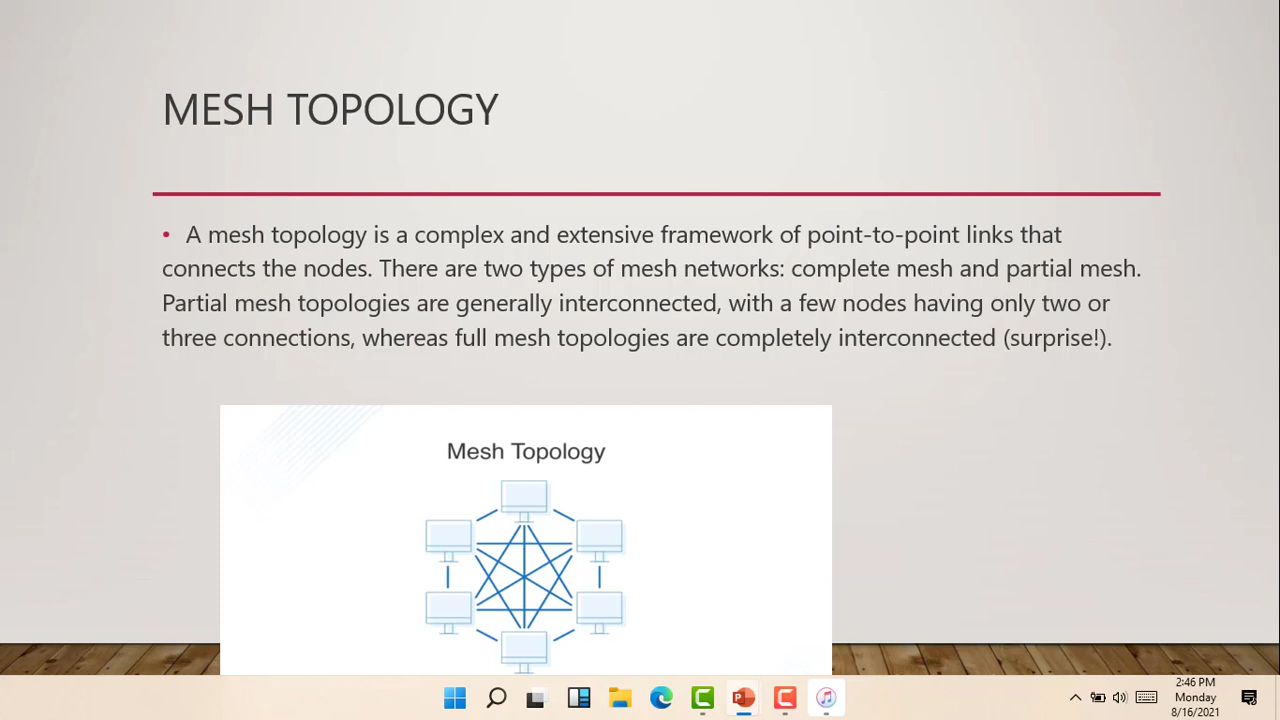 MESH TOPOLOGY
• A mesh topology is a complex and extensive framework of point-to-point links that
connects the nodes. There are two types of mesh networks: complete mesh and partial mesh.
Partial mesh topologies are generally interconnected, with a few nodes having only two or
three connections, whereas full mesh topologies are completely interconnected (surprise!).
Mesh Topology
2:46 PM
Monday
8/16/2021